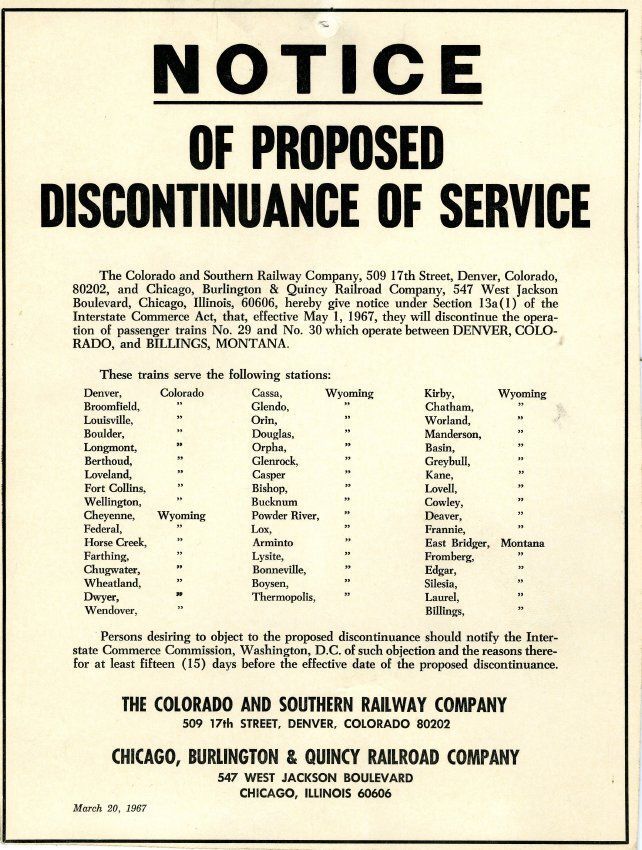 NOTICE
OF PROPOSED
DISCONTINUANCE OF SERVICE
The Colorado and Southern Railway Company, 509 17th Street, Denver, Colorado,
80202, and Chicago, Burlington & Quincy Railroad Company, 547 West Jackson
Boulevard, Chicago, Illinois, 60606, hereby give notice under Section 13a(1) of the
Interstate Commerce Act, that, effective May 1, 1967, they will discontinue the opera-
tion of passenger trains No. 29 and No. 30 which operate between DENVER, COLO-
RADO, and BILLINGS, MONTANA.
These trains serve the following stations:
Denver, Colorado
Broomfield, ”
Louisville, ”
Boulder, ”
Longmont, ”
Berthoud, ”
Loveland, ”
Fort Collins, ”
Wellington, ”
Cheyenne, Wyoming
Federal, ”
Horse Creek, ”
Farthing, ”
Chugwater, ”
Wheatland, ”
Dwyer, ”
Wendover, ”
Cassa, Wyoming
Glendo, ”
Orin, ”
Douglas, ”
Orpha, ”
Glenrock, ”
Casper ”
Bishop, ”
Bucknum ”
Powder River, ”
Lox, ”
Arminto ”
Lysite, ”
Bonneville, ”
Boysen, ”
Thermopolis, ”
Kirby, Wyoming
Chatham, ”
Worland, ”
Manderson, ”
Basin, ”
Greybull, ”
Kane, ”
Lovell, ”
Cowley, ”
Deaver, ”
Frannie, ”
East Bridger, Montana
Fromberg, ”
Edgar, ”
Silesia, ”
Laurel, ”
Billings, ”
Persons desiring to object to the proposed discontinuance should notify the Inter-
state Commerce Commission, Washington, D.C. of such objection and the reasons there-
for at least fifteen (15) days before the effective date of the proposed discontinuance.
THE COLORADO AND SOUTHERN RAILWAY COMPANY
509 17th STREET, DENVER, COLORADO 80202
CHICAGO, BURLINGTON & QUINCY RAILROAD COMPANY
547 WEST JACKSON BOULEVARD
CHICAGO, ILLINOIS 60606
March 20, 1967